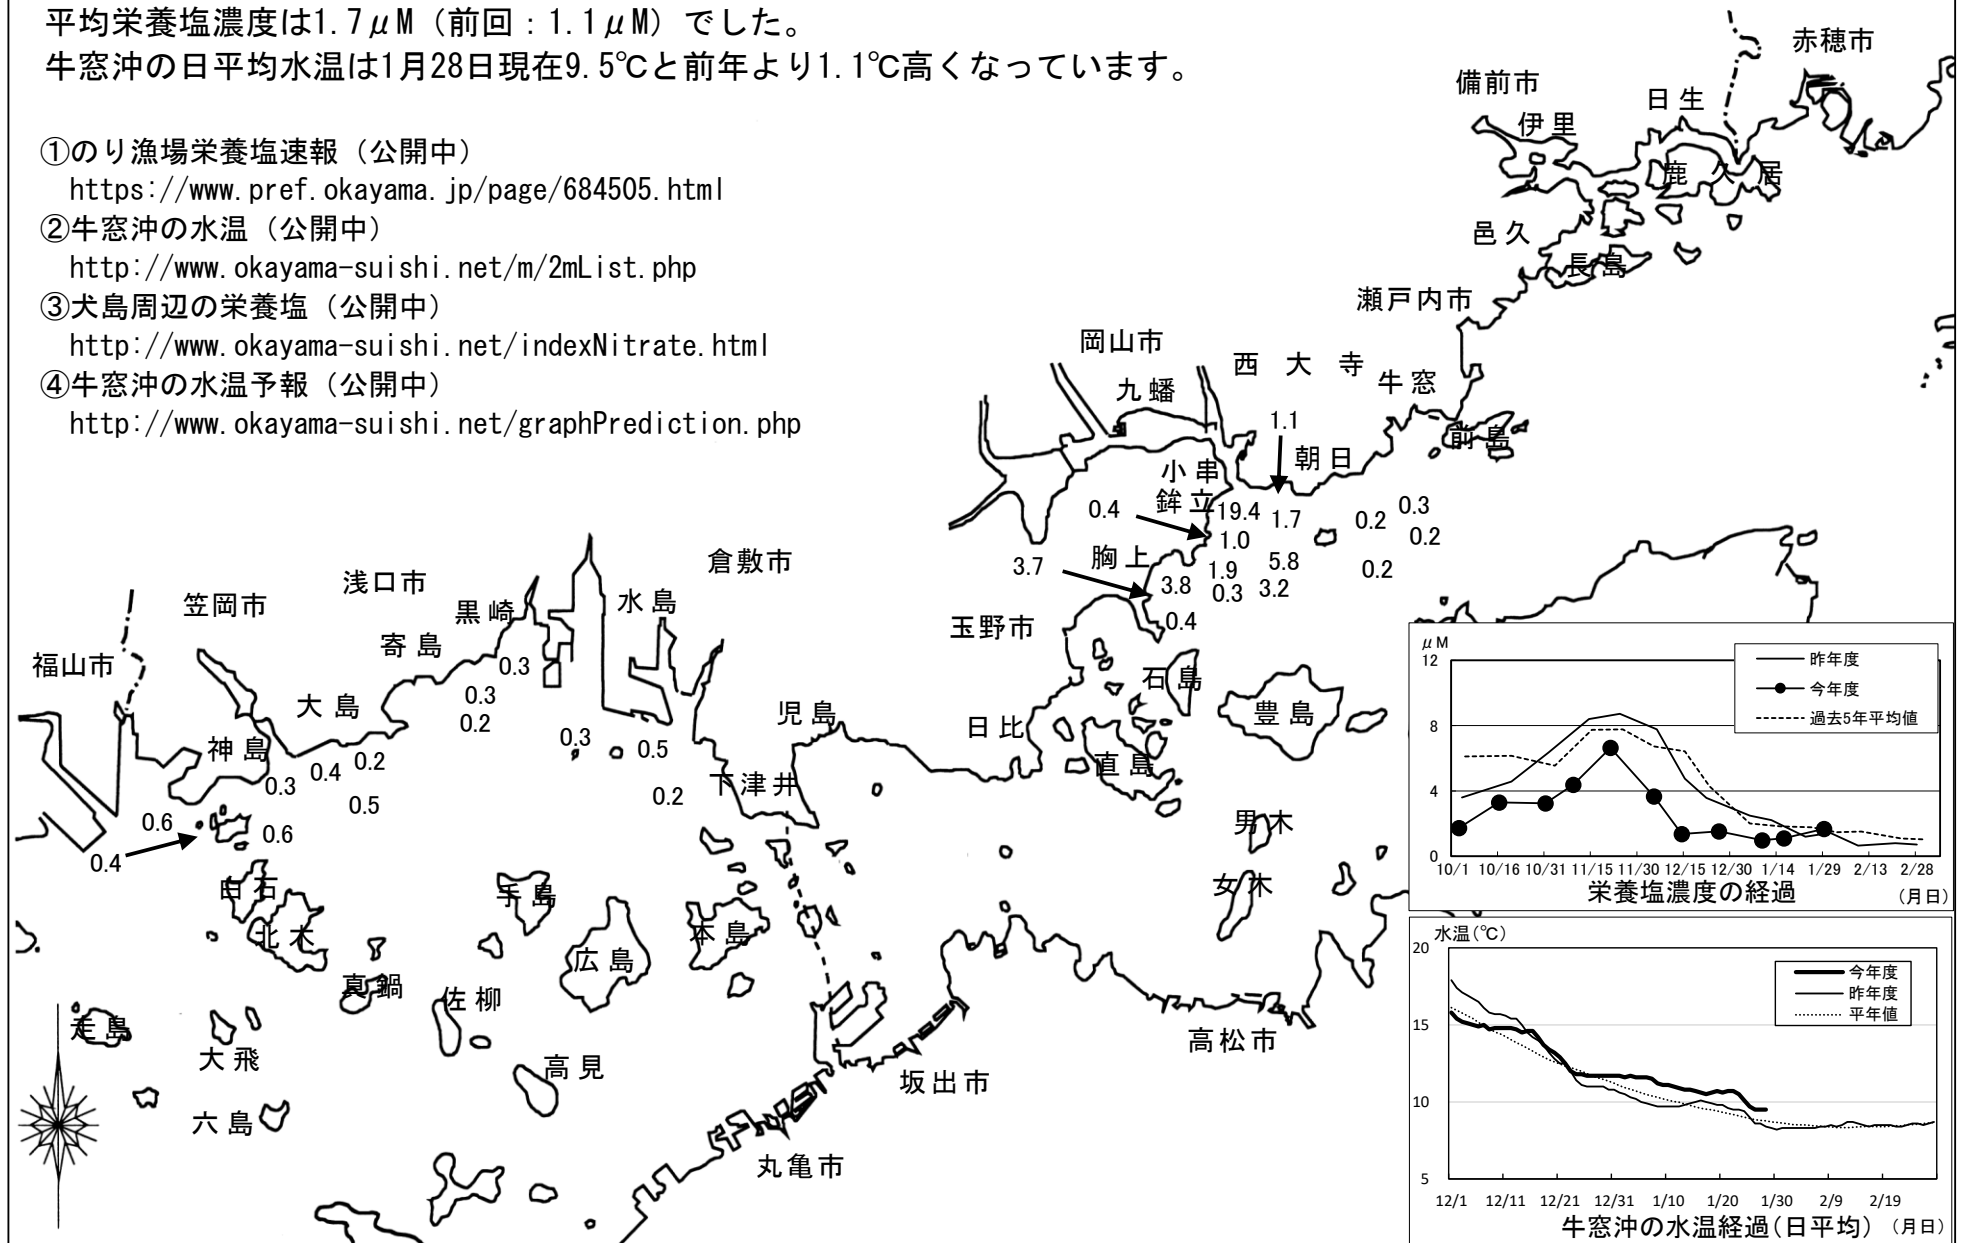 平均栄養塩濃度は1.7μM（前回：1.1μM）でした。
牛窓沖の日平均水温は1月28日現在9.5℃と前年より1.1℃高くなっています。
①のり漁場栄養塩速報（公開中）
https://www.pref.okayama.jp/page/684505.html
②牛窓沖の水温（公開中）
http://www.okayama-suishi.net/m/2mList.php
③犬島周辺の栄養塩（公開中）
http://www.okayama-suishi.net/indexNitrate.html
④牛窓沖の水温予報（公開中）
http://www.okayama-suishi.net/graphPrediction.php
赤穂市
備前市
日生
伊里
鹿久居
邑久
長島
瀬戸内市
岡山市
西大寺
牛窓
九蟠
前島
1.1
朝日
小串
鉾立
0.4
19.4
1.7
0.2
0.3
0.2
1.0
胸上
3.7
5.8
1.9
0.2
3.8
0.3
3.2
0.4
倉敷市
浅口市
笠岡市
黒崎
水島
玉野市
寄島
福山市
0.3
石島
大島
0.3
0.2
児島
日比
豊島
神島
0.3
0.5
0.2
0.4
直島
0.3
下津井
0.5
0.2
0.6
0.6
男木
0.4
白石
手島
女木
北木
本島
広島
真鍋
佐柳
走島
大飛
高松市
高見
坂出市
六島
丸亀市
μM
12
8
4
0
昨年度
今年度
過去5年平均値
10/1 10/16 10/31 11/15 11/30 12/15 12/30 1/14 1/29 2/13 2/28
栄養塩濃度の経過
（月日）
水温（℃）
20
15
10
5
今年度
昨年度
平年値
12/1 12/11 12/21 12/31 1/10 1/20 1/30 2/9 2/19
牛窓沖の水温経過（日平均）
（月日）